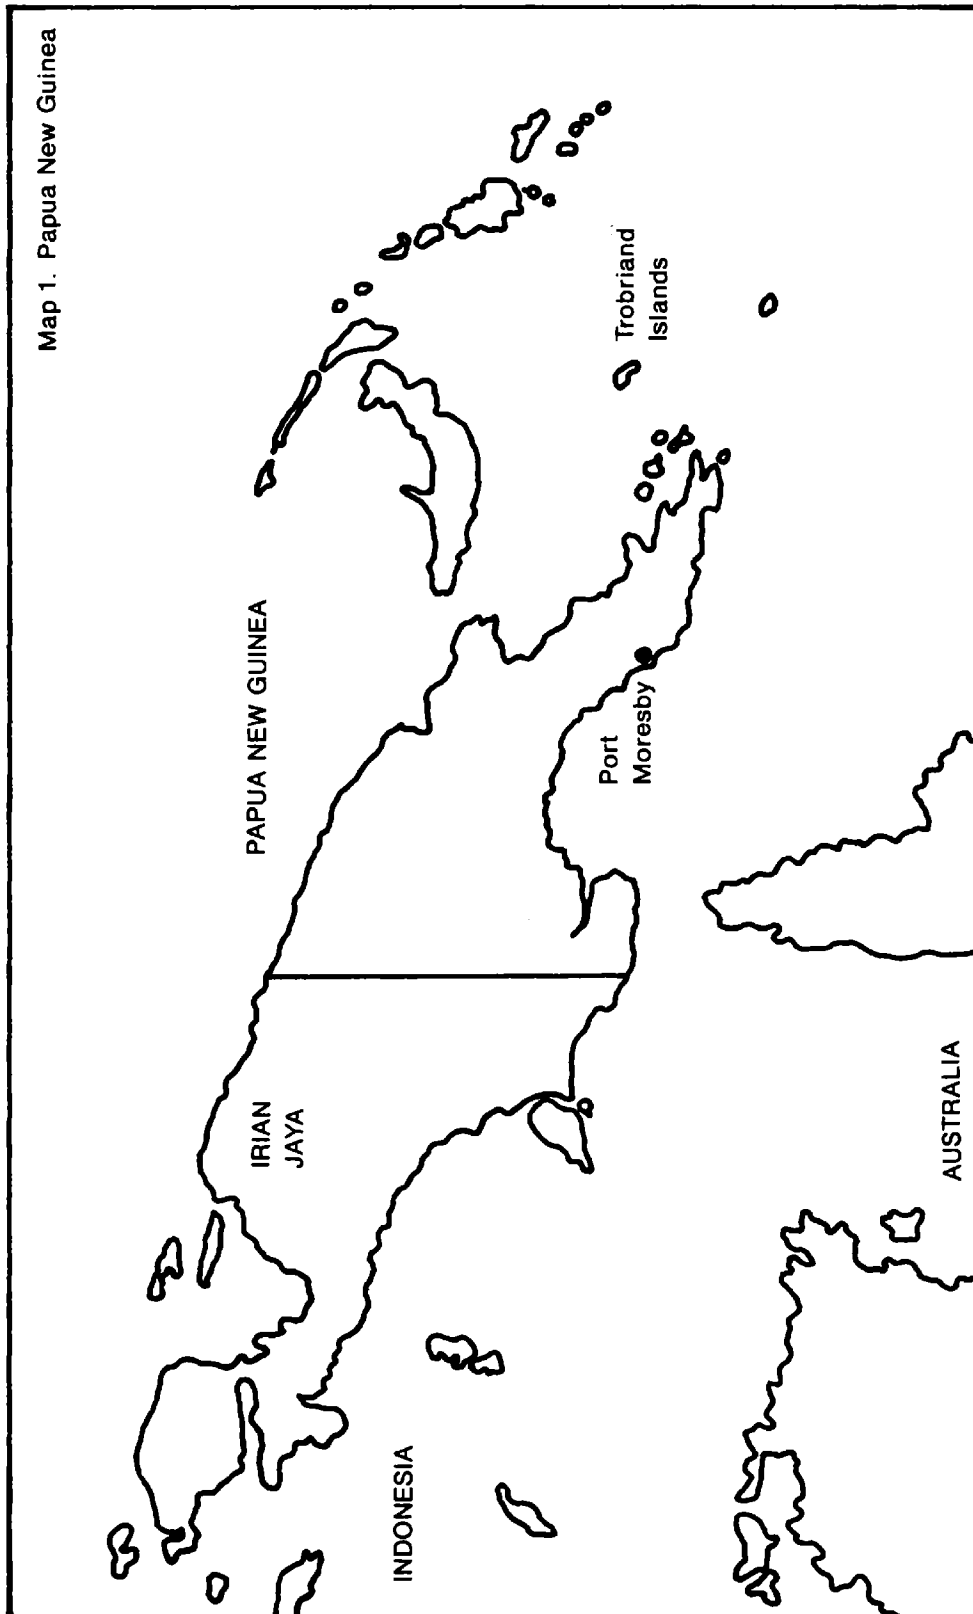 Map 1. Papua New Guinea
PAPUA NEW GUINEA
IRIAN
JAYA
INDONESIA
Trobriand
Islands
Port
Moresby
AUSTRALIA